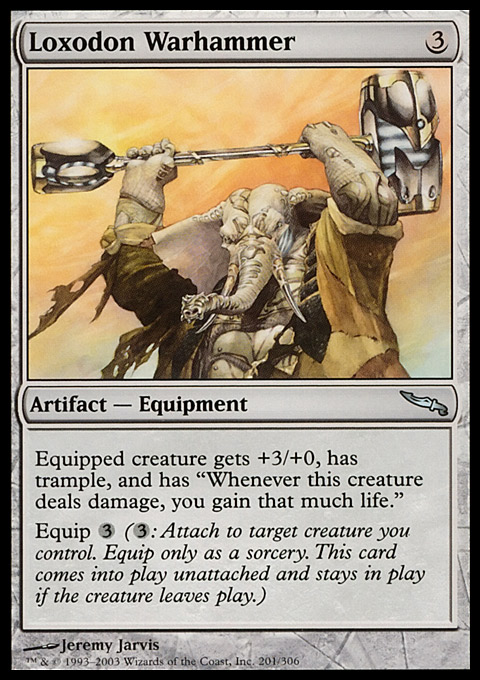 Loxodon Warhammer 3
Artifact — Equipment
Equipped creature gets +3/+0, has
trample, and has “Whenever this creature
deals damage, you gain that much life.”
Equip 3 (3: Attach to target creature you
control. Equip only as a sorcery. This card
comes into play unattached and stays in play
if the creature leaves play.)
Jeremy Jarvis
™ & © 1993–2003 Wizards of the Coast, Inc. 201/306